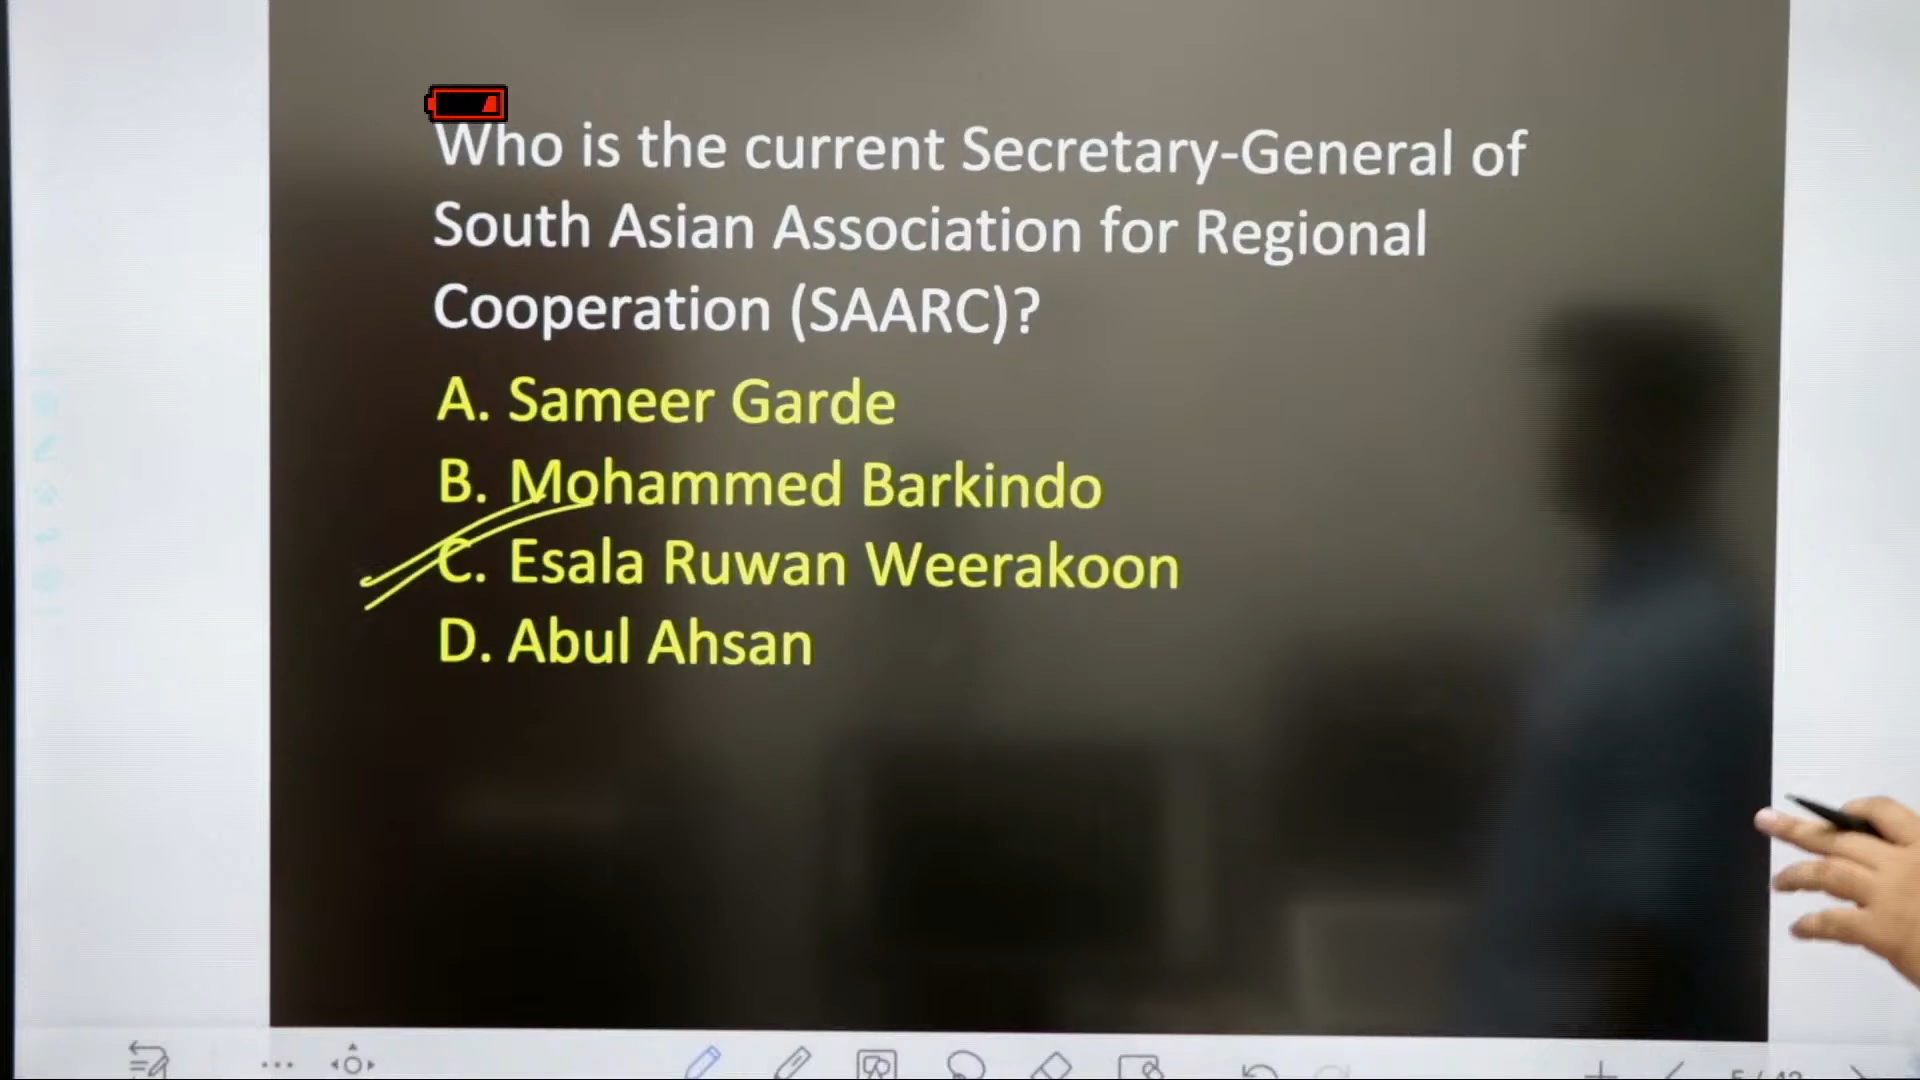 Who is the current Secretary-General of
South Asian Association for Regional
Cooperation (SAARC)?
A. Sameer Garde
B. Mohammed Barkindo
C. Esala Ruwan Weerakoon
D. Abul Ahsan